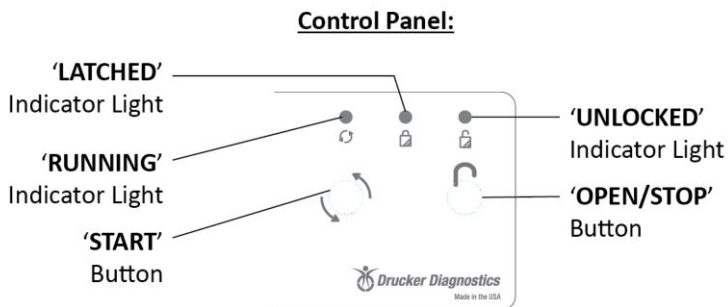 Control Panel:
‘LATCHED’
Indicator Light
‘RUNNING’
Indicator Light
‘START’
Button
‘UNLOCKED’
Indicator Light
‘OPEN/STOP’
Button
Drucker Diagnostics
Made in the USA